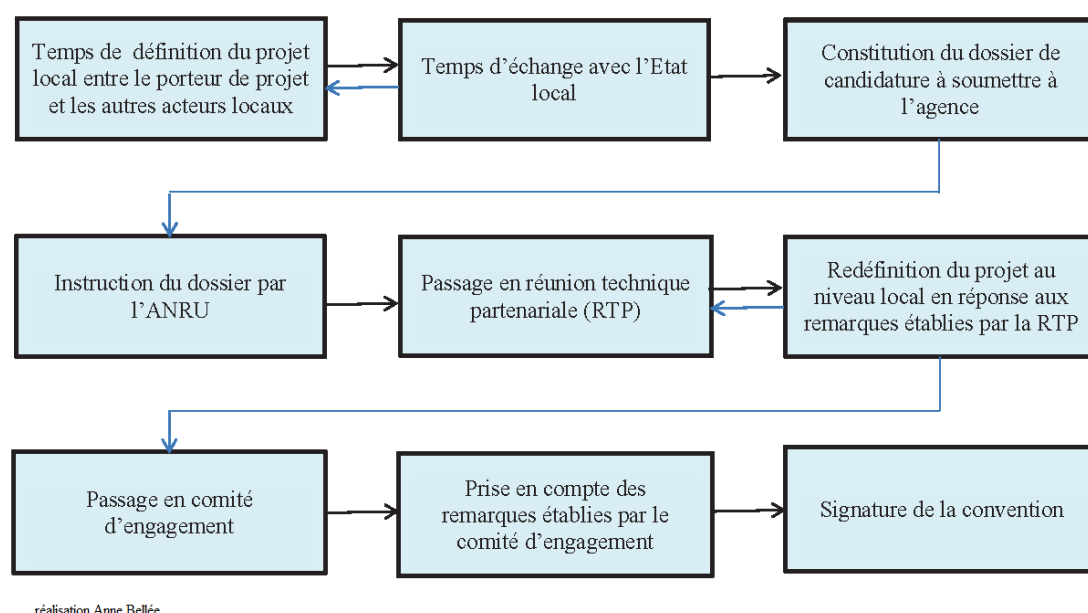 Temps de définition du projet
local entre le porteur de projet
et les autres acteurs locaux
Temps d’échange avec l’Etat
local
Constitution du dossier de
candidature à soumettre à
l’agence
Instruction du dossier par
l’ANRU
Passage en réunion technique
partenariale (RTP)
Redéfinition du projet au
niveau local en réponse aux
remarques établies par la RTP
Passage en comité
d’engagement
Prise en compte des
remarques établies par le
comité d’engagement
Signature de la convention
réalisation Anne Bellée